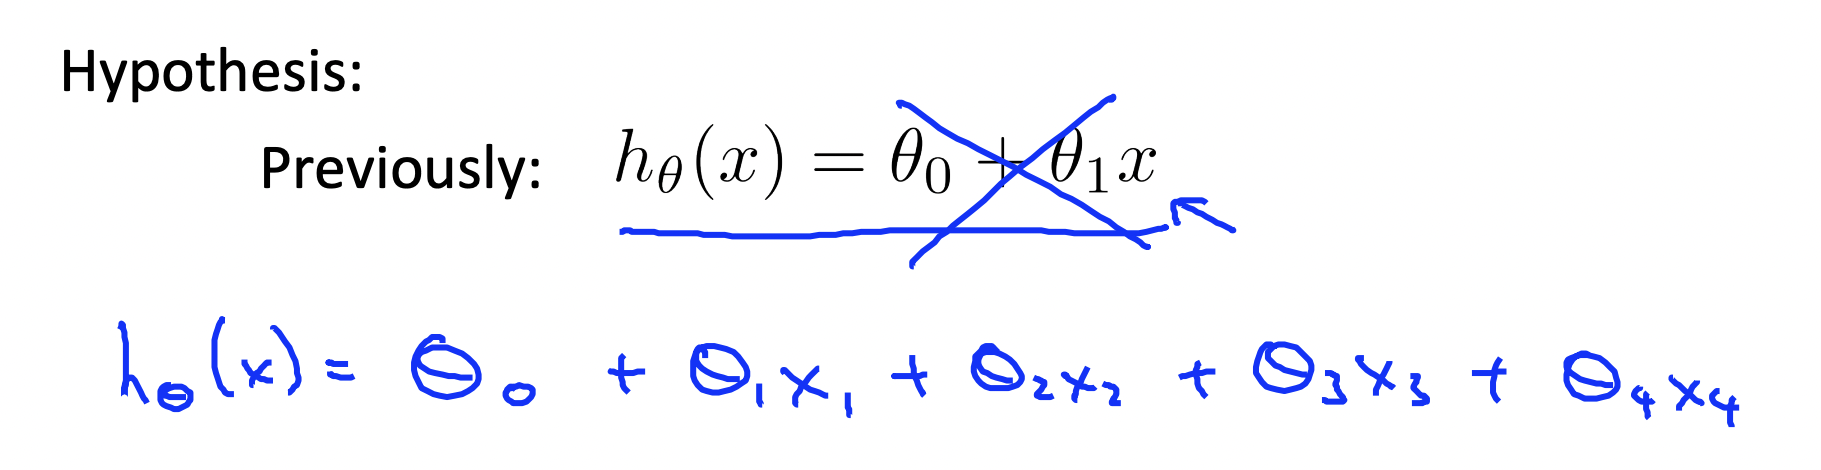 Hypothesis:
Previously: hθ(x) = θ₀ + θ₁x
hθ(x) = θ₀ + θ₁x₁ + θ₂x₂ + θ₃x₃ + θ₄x₄